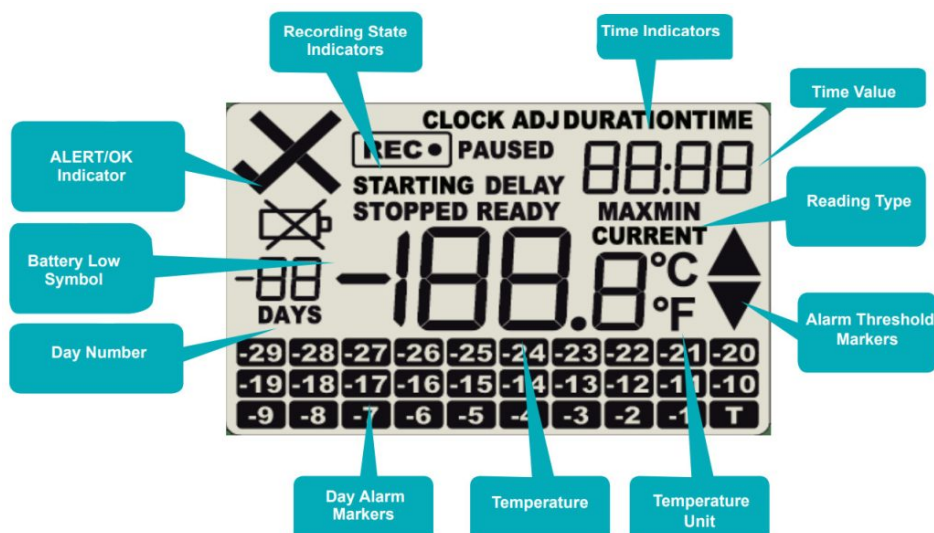 Recording State
Indicators
Time Indicators
Time Value
ALERT/OK
Indicator
CLOCK ADJ DURATION TIME
REC● PAUSED
88:88
STARTING DELAY
STOPPED READY
MAX MIN
CURRENT
Reading Type
Battery Low
Symbol
-88
DAYS
-188.8
°C
°F
Day Number
Alarm Threshold
Markers
-29 -28 -27 -26 -25 -24 -23 -22 -21 -20
-19 -18 -17 -16 -15 -14 -13 -12 -11 -10
-9 -8 -7 -6 -5 -4 -3 -2 -1 T
Day Alarm
Markers
Temperature
Temperature
Unit